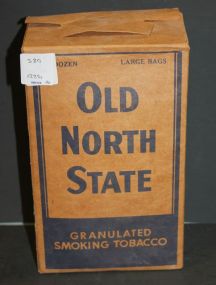 DOZEN LARGE BAGS
OLD
NORTH
STATE
GRANULATED
SMOKING TOBACCO